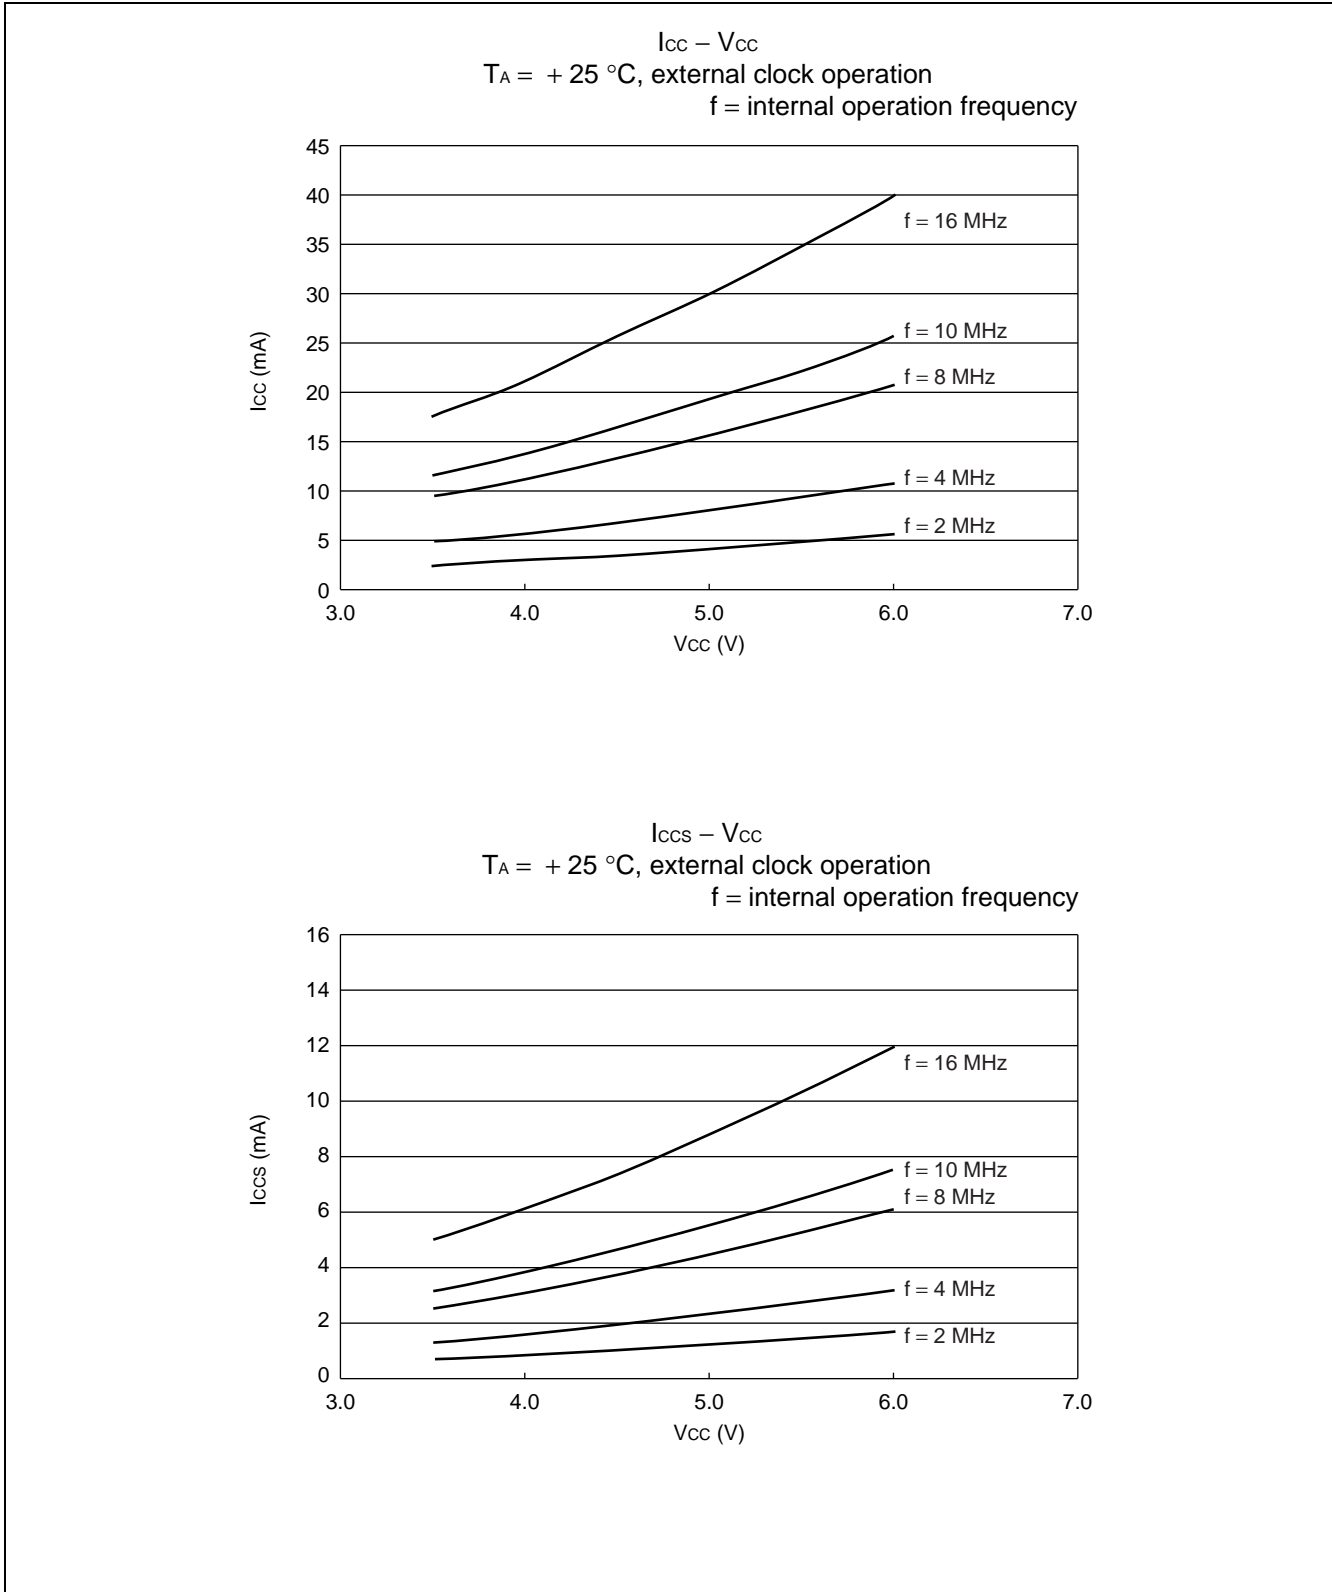 ICC – VCC
TA = + 25 °C, external clock operation
f = internal operation frequency
45
40
f = 16 MHz
35
30
f = 10 MHz
25
ICC (mA)
f = 8 MHz
20
15
f = 4 MHz
10
f = 2 MHz
5
0
3.0 4.0 5.0 6.0 7.0
VCC (V)
ICCS – VCC
TA = + 25 °C, external clock operation
f = internal operation frequency
16
14
12
f = 16 MHz
10
ICCS (mA)
8
f = 10 MHz
f = 8 MHz
6
4
f = 4 MHz
2
f = 2 MHz
0
3.0 4.0 5.0 6.0 7.0
VCC (V)